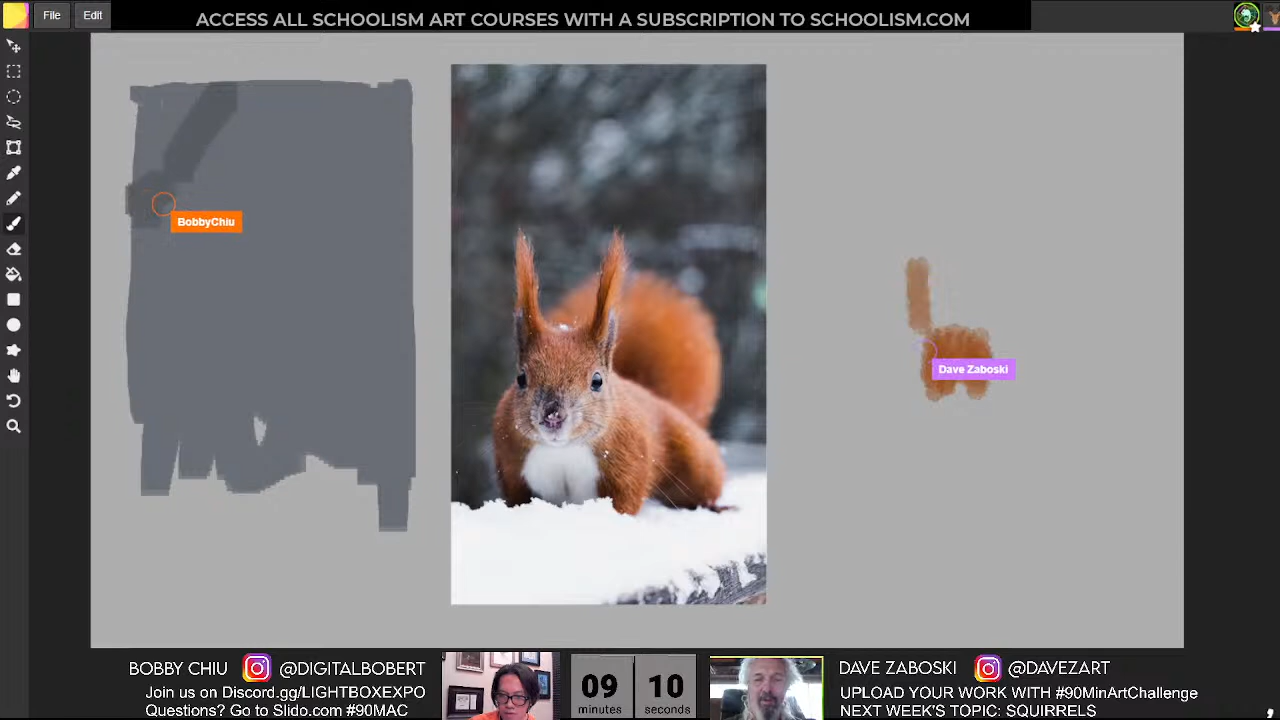 ACCESS ALL SCHOOLISM ART COURSES WITH A SUBSCRIPTION TO SCHOOLISM.COM
File Edit
BobbyChiu
Dave Zaboski
BOBBY CHIU @DIGITALBOBERT
Join us on Discord.gg/LIGHTBOXEXPO
Questions? Go to Slido.com #90MAC
09 10
minutes seconds
DAVE ZABOSKI @DAVEZART
UPLOAD YOUR WORK WITH #90MinArtChallenge
NEXT WEEK'S TOPIC: SQUIRRELS